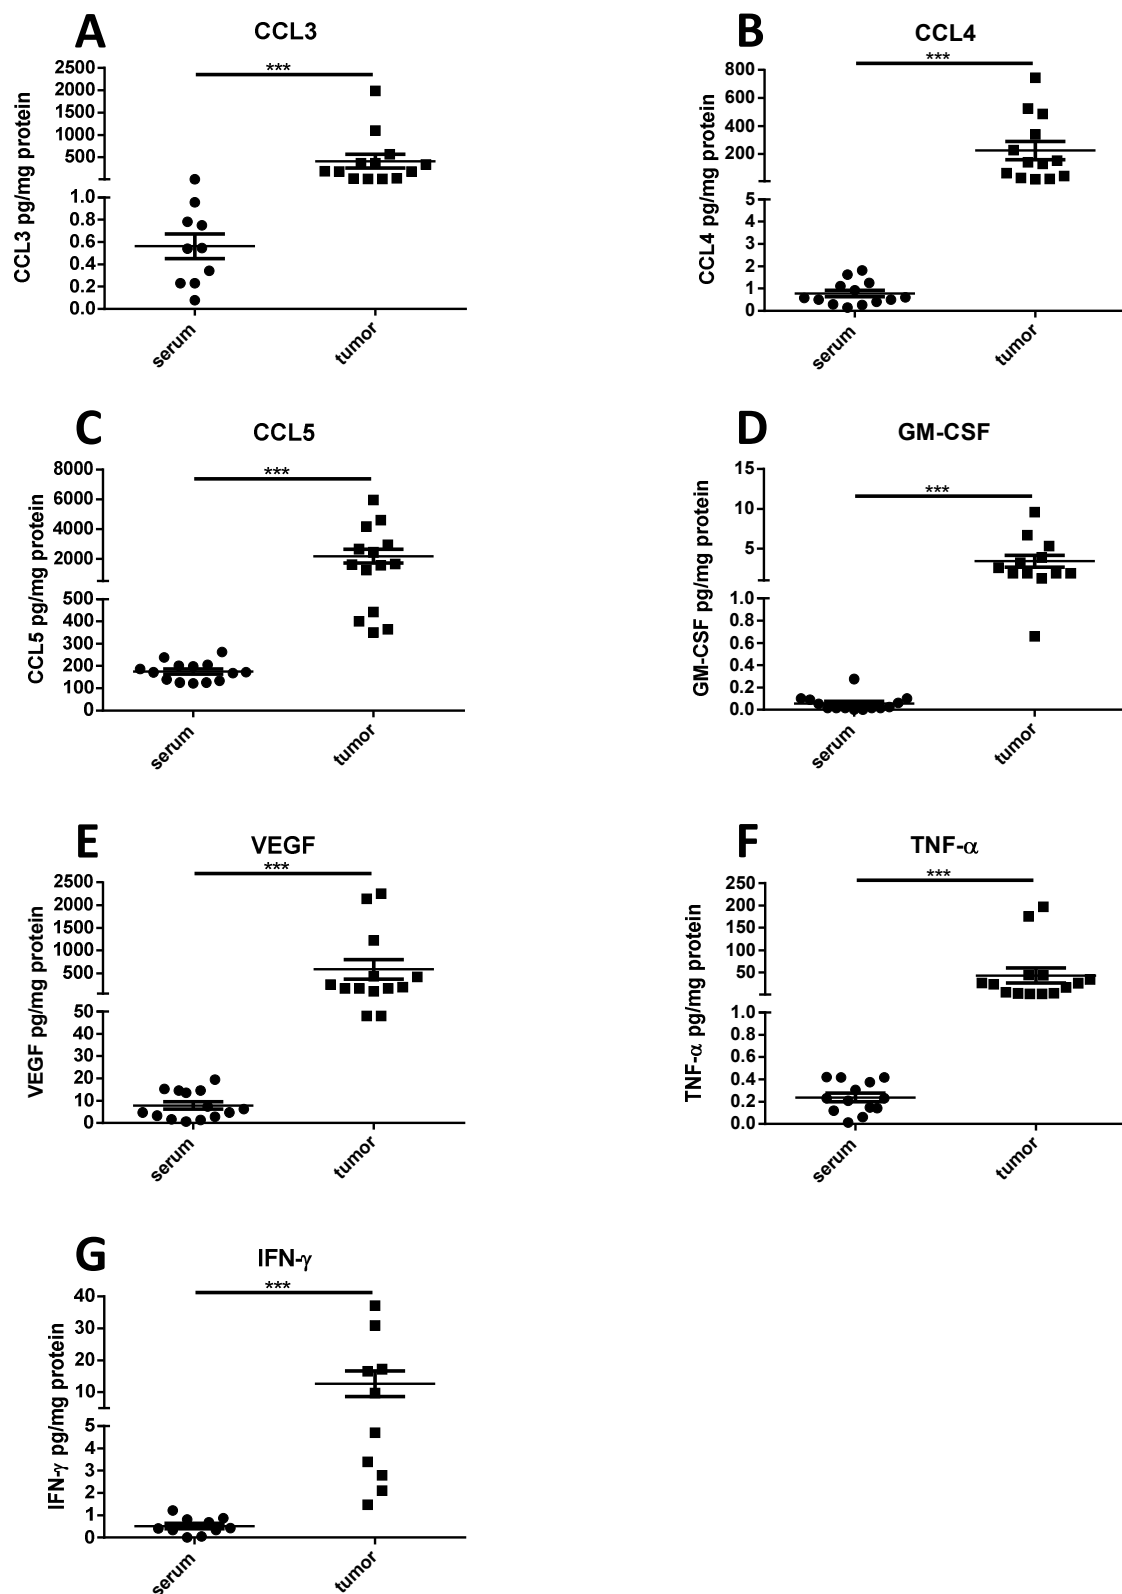 A
CCL3
***
CCL3 pg/mg protein
2500
2000
1500
1000
500
1.0
0.8
0.6
0.4
0.2
0.0
serum
tumor
B
CCL4
***
CCL4 pg/mg protein
800
600
400
200
5
4
3
2
1
0
serum
tumor
C
CCL5
***
CCL5 pg/mg protein
8000
6000
4000
2000
500
400
300
200
100
0
serum
tumor
D
GM-CSF
***
GM-CSF pg/mg protein
15
10
5
1.0
0.8
0.6
0.4
0.2
0.0
serum
tumor
E
VEGF
***
VEGF pg/mg protein
2500
2000
1500
1000
500
50
40
30
20
10
0
serum
tumor
F
TNF-α
***
TNF-α pg/mg protein
250
200
150
100
50
1.0
0.8
0.6
0.4
0.2
0.0
serum
tumor
G
IFN-γ
***
IFN-γ pg/mg protein
40
30
20
10
5
4
3
2
1
0
serum
tumor